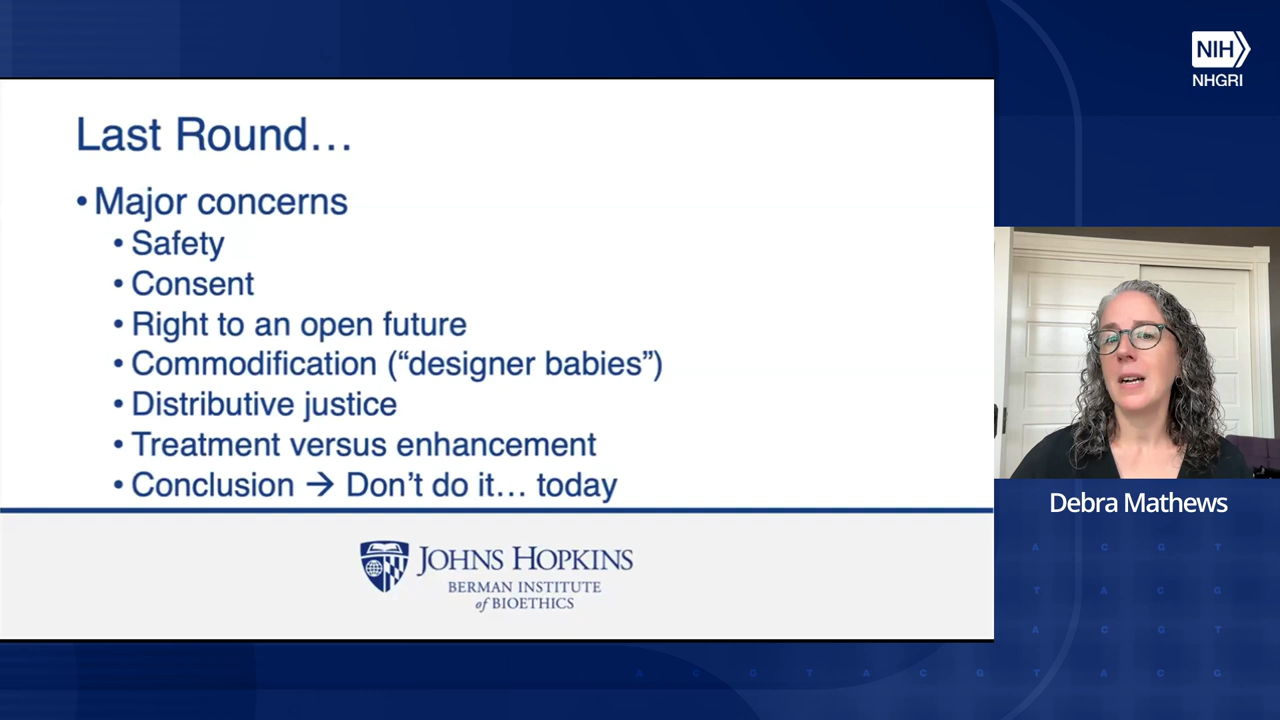 NIH
NHGRI
Last Round…
• Major concerns
• Safety
• Consent
• Right to an open future
• Commodification (“designer babies”)
• Distributive justice
• Treatment versus enhancement
• Conclusion → Don’t do it… today
JOHNS HOPKINS
BERMAN INSTITUTE
of BIOETHICS
Debra Mathews
A C G T
T A C G
A C G T
A C G T A C G T A C